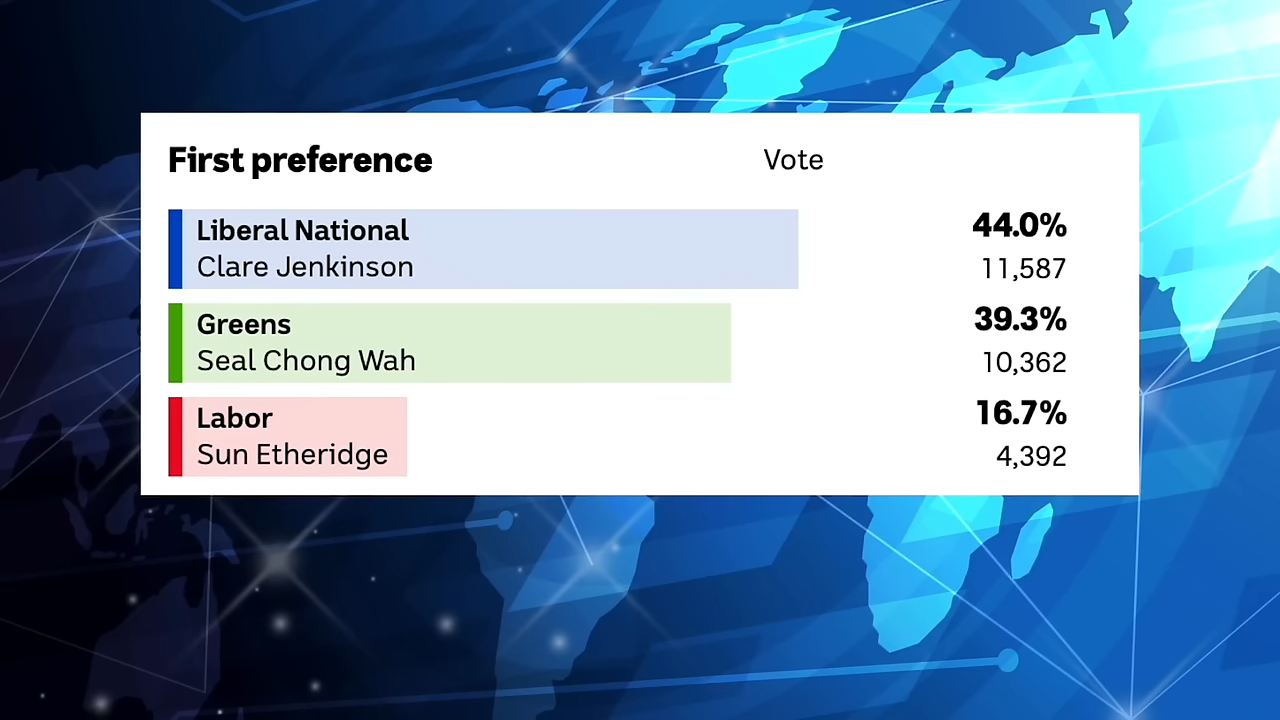 First preference Vote
Liberal National 44.0%
Clare Jenkinson 11,587
Greens 39.3%
Seal Chong Wah 10,362
Labor 16.7%
Sun Etheridge 4,392